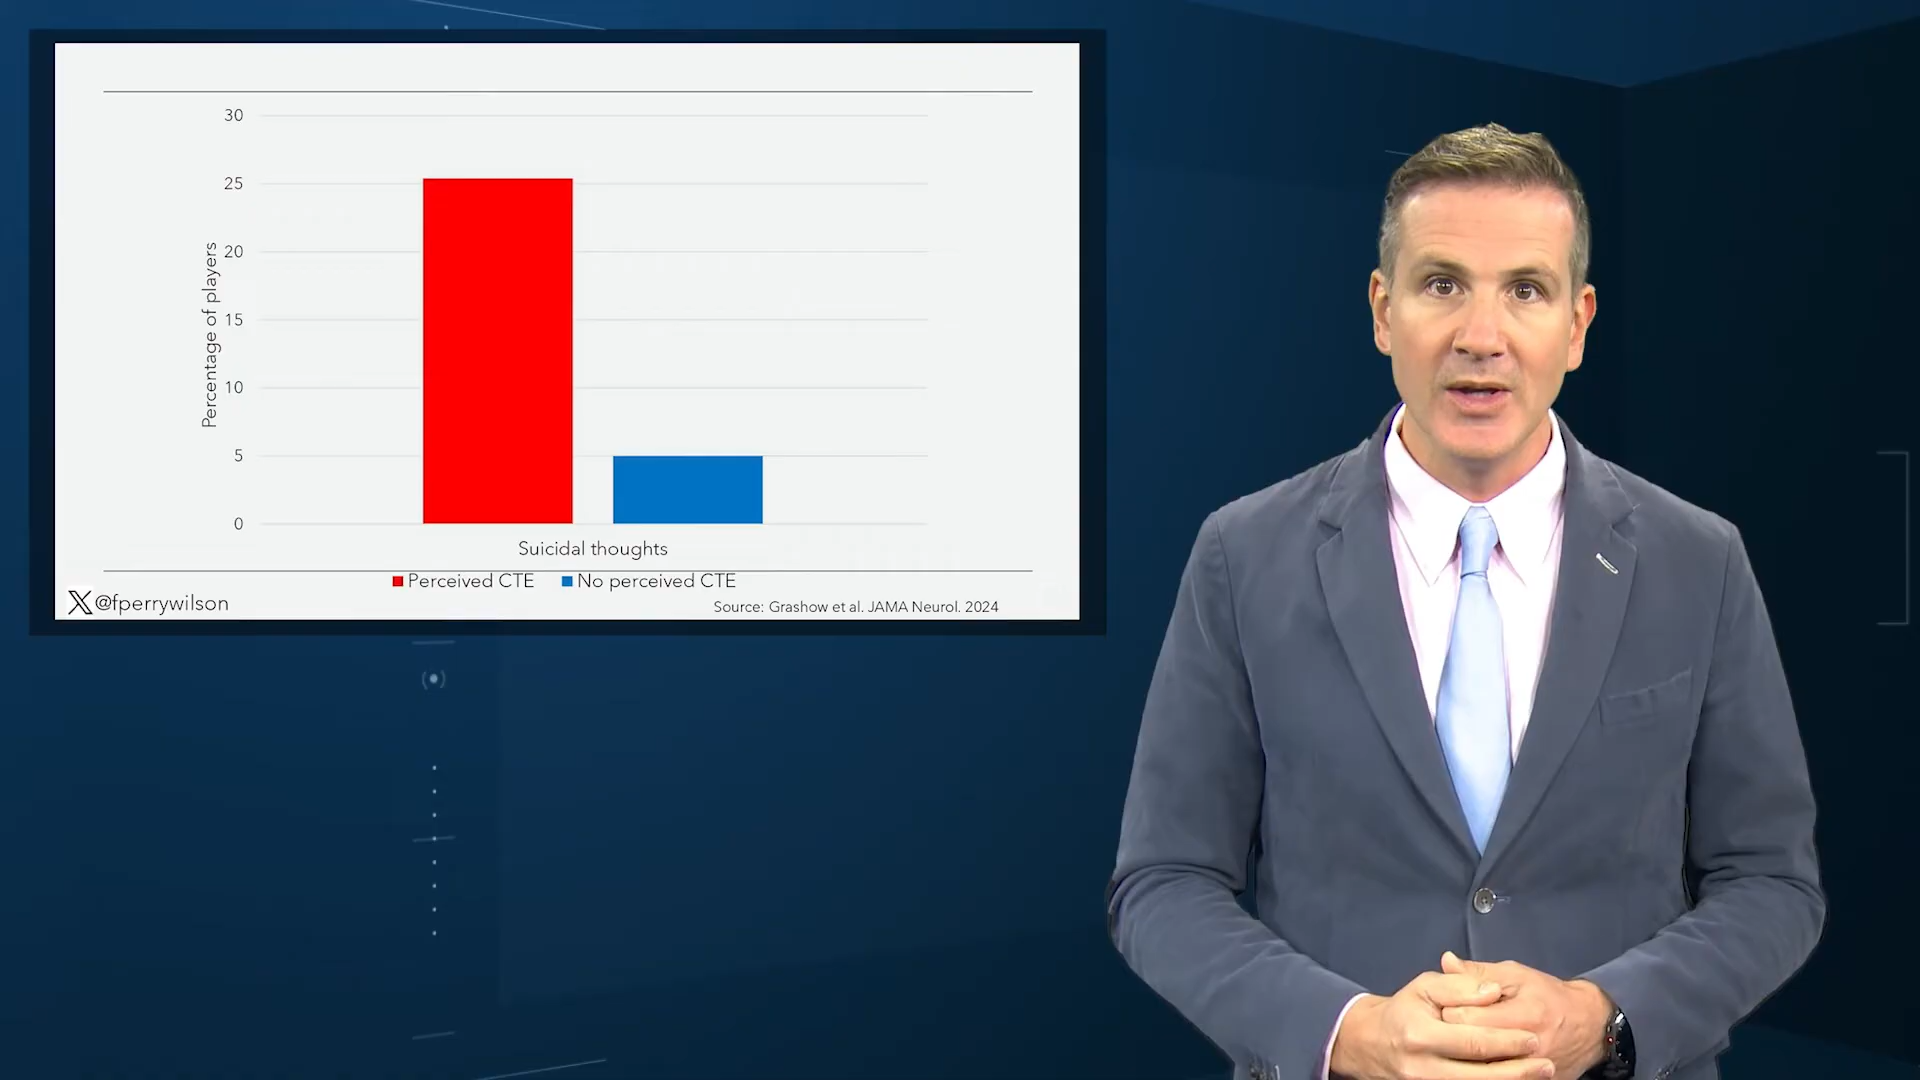 30
25
20
15
10
5
0
Percentage of players
Suicidal thoughts
Perceived CTE No perceived CTE
@fperrywilson
Source: Grashow et al. JAMA Neurol. 2024